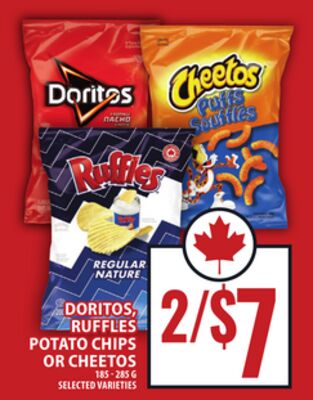 Doritos
NACHO
Cheetos
Puffs
Soufflés
Ruffles
REGULAR
NATURE
2/$7
DORITOS,
RUFFLES
POTATO CHIPS
OR CHEETOS
185 - 285 G
SELECTED VARIETIES